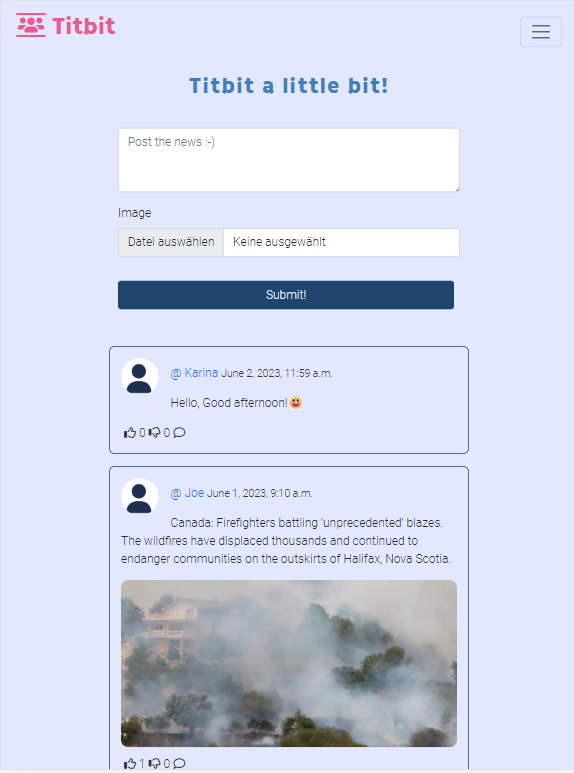 Titbit
Titbit a little bit!
Post the news :-)
Image
Datei auswählen Keine ausgewählt
Submit!
@ Karina June 2, 2023, 11:59 a.m.
Hello, Good afternoon! 😃
0 0
@ Joe June 1, 2023, 9:10 a.m.
Canada: Firefighters battling 'unprecedented' blazes.
The wildfires have displaced thousands and continued to
endanger communities on the outskirts of Halifax, Nova Scotia.
1 0